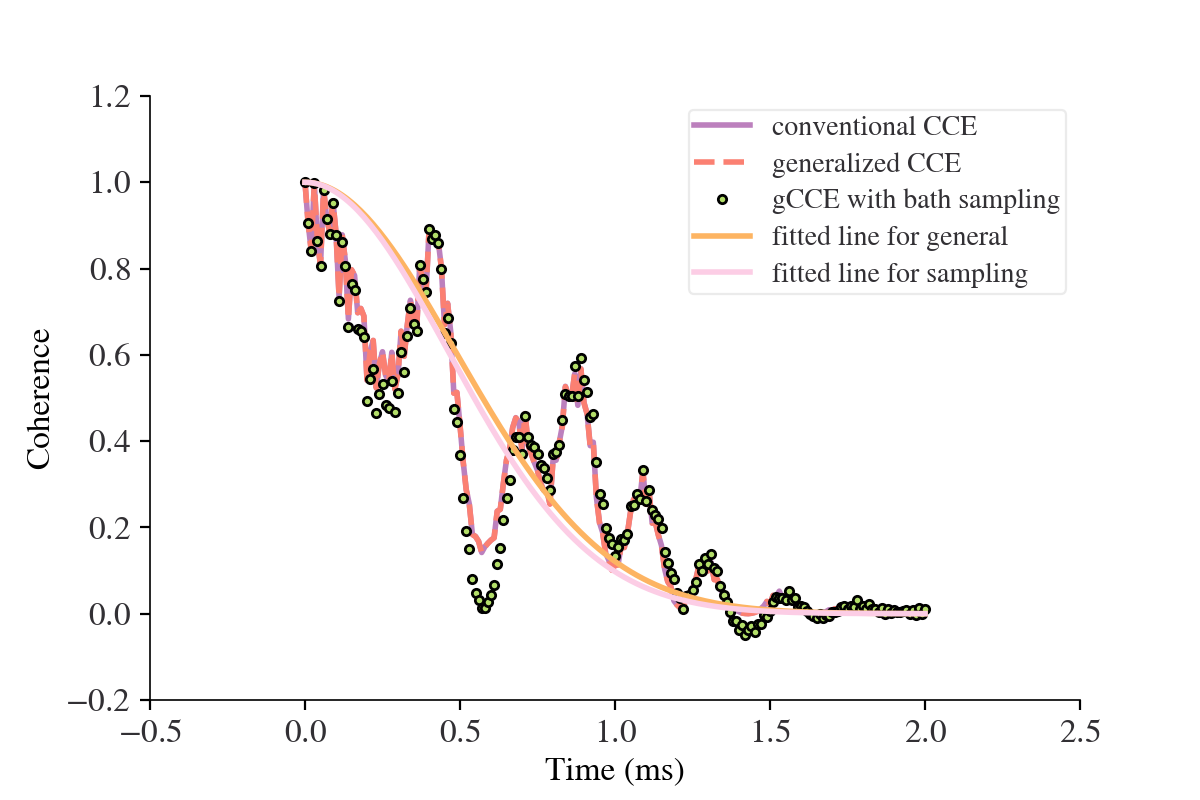 1.2
1.0
0.8
0.6
0.4
0.2
0.0
−0.2
Coherence
conventional CCE
generalized CCE
gCCE with bath sampling
fitted line for general
fitted line for sampling
−0.5 0.0 0.5 1.0 1.5 2.0 2.5
Time (ms)